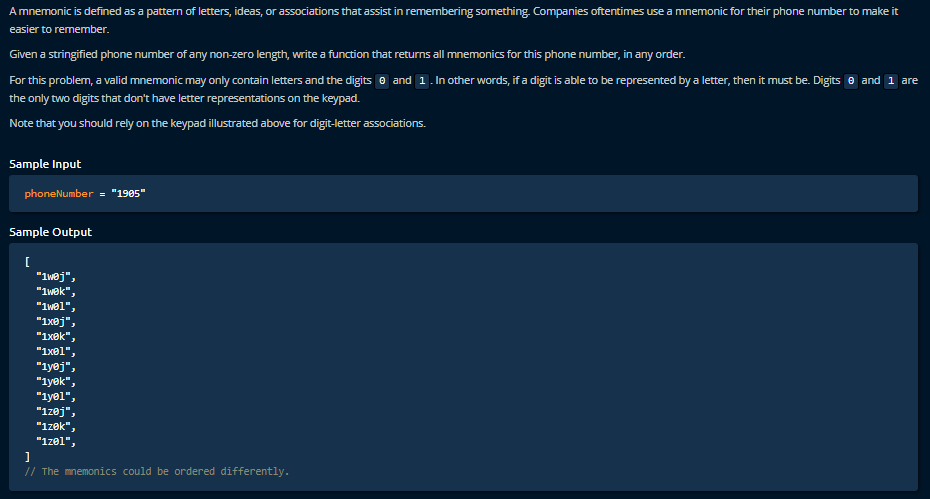 A mnemonic is defined as a pattern of letters, ideas, or associations that assist in remembering something. Companies oftentimes use a mnemonic for their phone number to make it
easier to remember.
Given a stringified phone number of any non-zero length, write a function that returns all mnemonics for this phone number, in any order.
For this problem, a valid mnemonic may only contain letters and the digits 0 and 1. In other words, if a digit is able to be represented by a letter, then it must be. Digits 0 and 1 are
the only two digits that don't have letter representations on the keypad.
Note that you should rely on the keypad illustrated above for digit-letter associations.
Sample Input
phoneNumber = "1905"
Sample Output
[
"1w0j",
"1w0k",
"1w0l",
"1x0j",
"1x0k",
"1x0l",
"1y0j",
"1y0k",
"1y0l",
"1z0j",
"1z0k",
"1z0l",
]
// The mnemonics could be ordered differently.